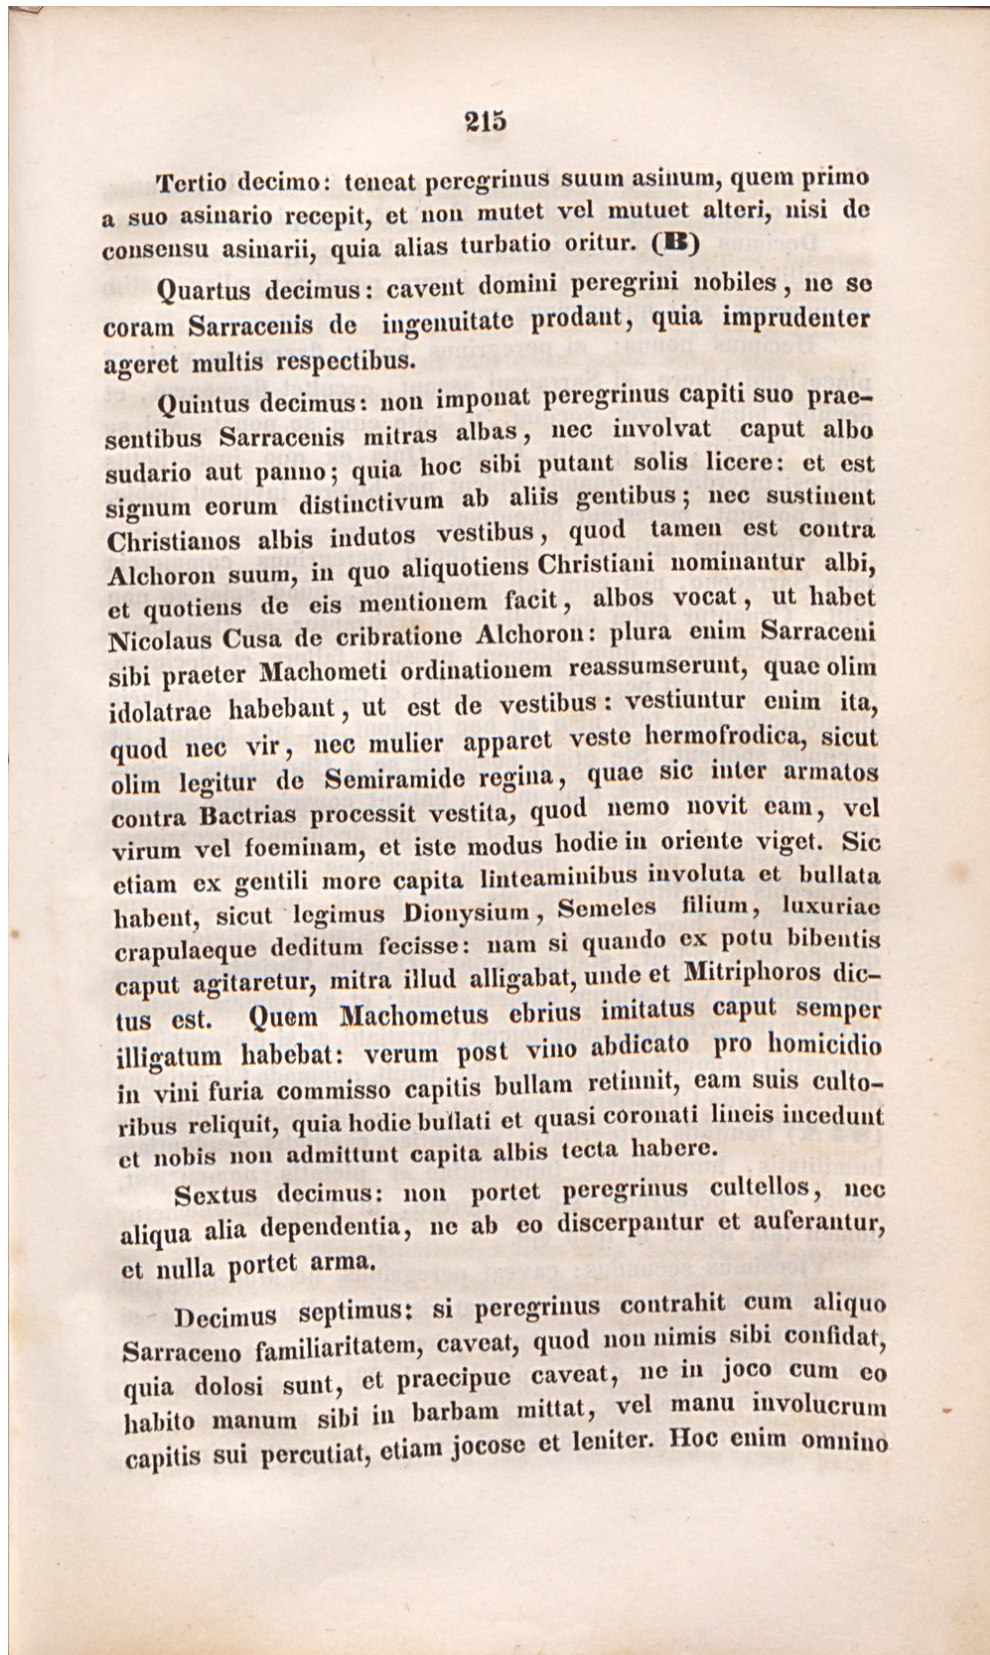 215
Tertio decimo: teneat peregrinus suum asinum, quem primo
a suo asinario recepit, et non mutet vel mutuet alteri, nisi de
consensu asinarii, quia alias turbatio oritur. (B)
Quartus decimus: cavent domini peregrini nobiles, ne se
coram Sarracenis de ingenuitate prodant, quia imprudenter
ageret multis respectibus.
Quintus decimus: non imponat peregrinus capiti suo prae-
sentibus Sarracenis mitras albas, nec involvat caput albo
sudario aut panno; quia hoc sibi putant solis licere: et est
signum eorum distinctivum ab aliis gentibus; nec sustinent
Christianos albis indutos vestibus, quod tamen est contra
Alchoron suum, in quo aliquotiens Christiani nominantur albi,
et quotiens de eis mentionem facit, albos vocat, ut habet
Nicolaus Cusa de cribratione Alchoron: plura enim Sarraceni
sibi praeter Machometi ordinationem reassumserunt, quae olim
idolatrae habebant, ut est de vestibus: vestiuntur enim ita,
quod nec vir, nec mulier apparet veste hermofrodica, sicut
olim legitur de Semiramide regina, quae sic inter armatos
contra Bactrias processit vestita, quod nemo novit eam, vel
virum vel foeminam, et iste modus hodie in oriente viget. Sic
etiam ex gentili more capita linteaminibus involuta et bullata
habent, sicut legimus Dionysium, Semeles filium, luxuriae
crapulaeque deditum fecisse: nam si quando ex potu bibentis
caput agitaretur, mitra illud alligabat, unde et Mitriphoros dic-
tus est. Quem Machometus ebrius imitatus caput semper
illigatum habebat: verum post vino abdicato pro homicidio
in vini furia commisso capitis bullam retinnit, eam suis culto-
ribus reliquit, quia hodie bullati et quasi coronati lineis incedunt
et nobis non admittunt capita albis tecta habere.
Sextus decimus: non portet peregrinus cultellos, nec
aliqua alia dependentia, ne ab eo discerpantur et auferantur,
et nulla portet arma.
Decimus septimus: si peregrinus contrahit cum aliquo
Sarraceno familiaritatem, caveat, quod non nimis sibi confidat,
quia dolosi sunt, et praecipue caveat, ne in joco cum eo
habito manum sibi in barbam mittat, vel manu involucrum
capitis sui percutiat, etiam jocose et leniter. Hoc enim omnino